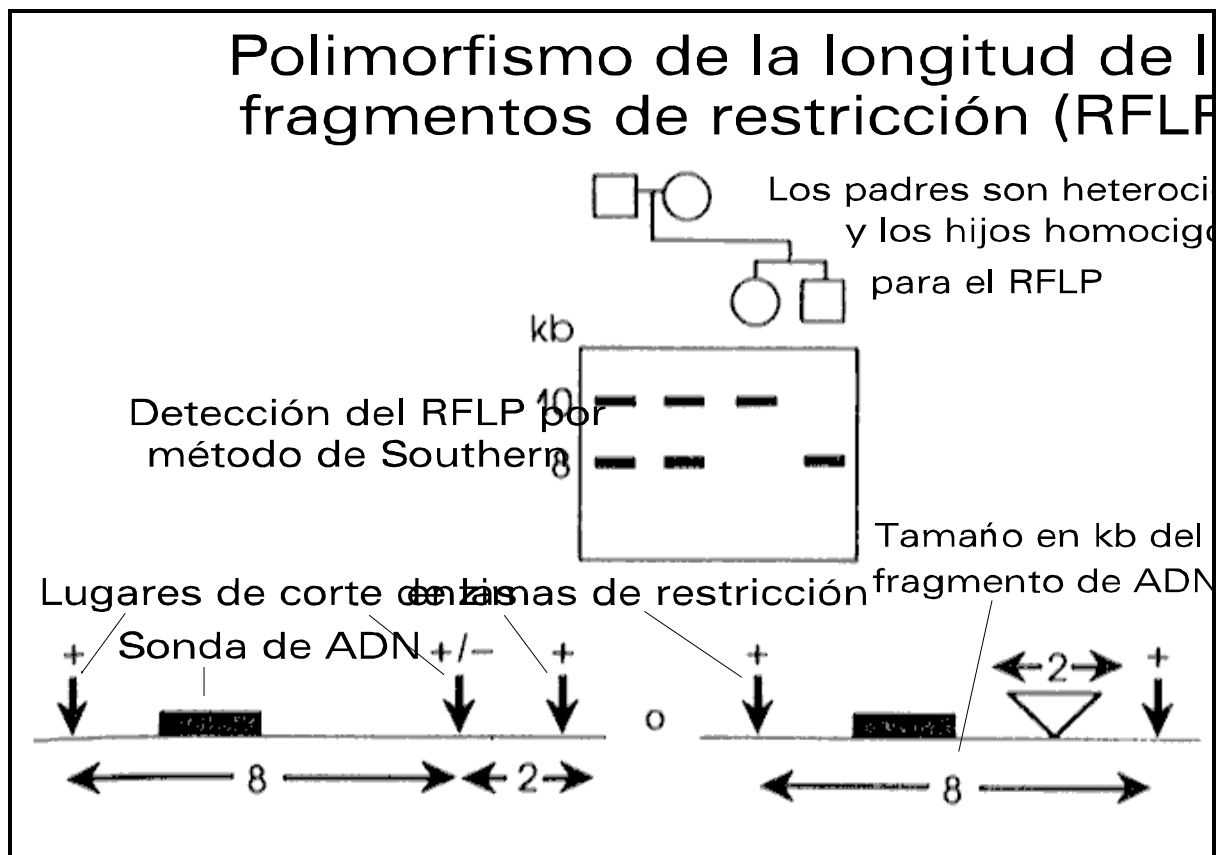 Polimorfismo de la longitud de l
fragmentos de restricción (RFLP
Los padres son heteroci
y los hijos homocigo
para el RFLP
kb
10
Detección del RFLP por
método de Southern
8
Tamańo en kb del
fragmento de ADN
Lugares de corte de las
enzimas de restricción
Sonda de ADN
+ +/− + o + 2 +
8 2 8